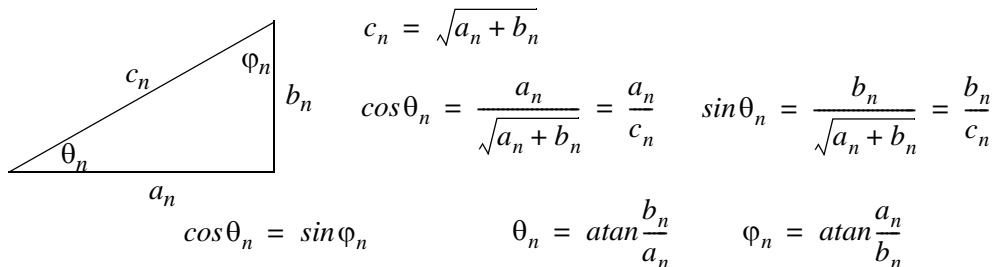 c_n = √(a_n + b_n)
φ_n
c_n
b_n
cosθ_n = a_n / √(a_n + b_n) = a_n / c_n    sinθ_n = b_n / √(a_n + b_n) = b_n / c_n
θ_n
a_n
cosθ_n = sinφ_n    θ_n = atan b_n / a_n    φ_n = atan a_n / b_n